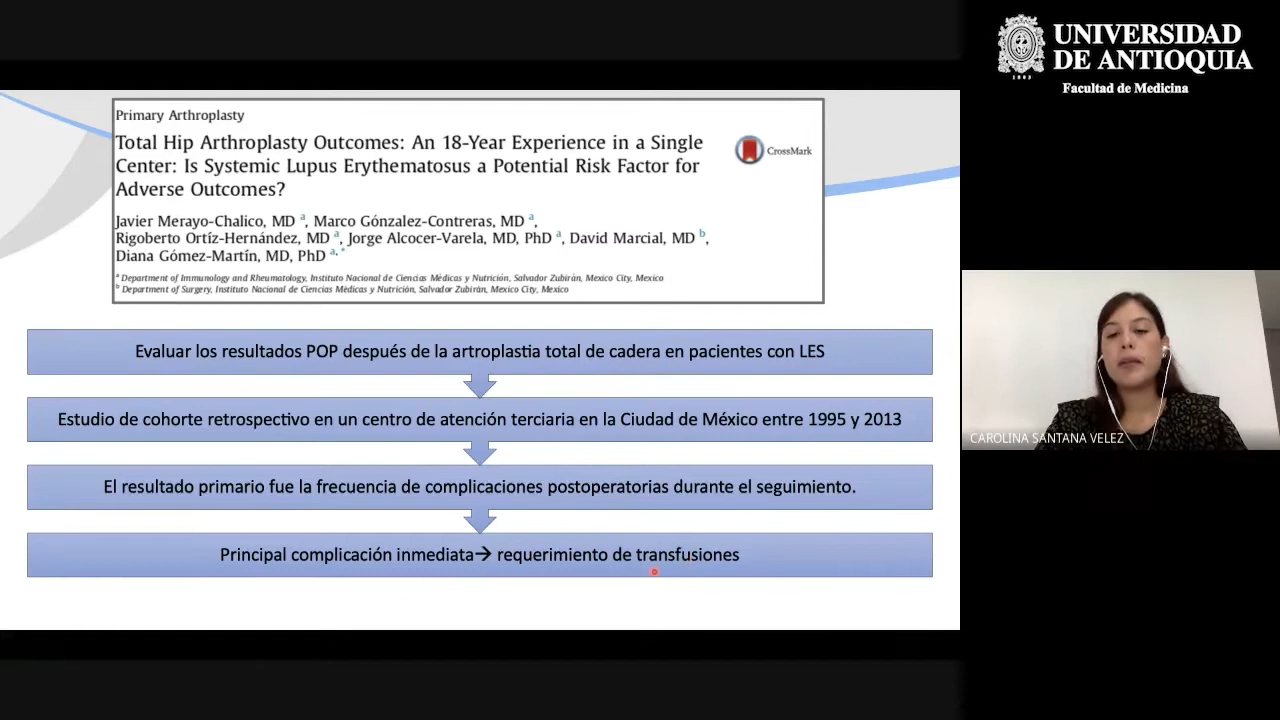 UNIVERSIDAD
DE ANTIOQUIA
1803
Facultad de Medicina
Primary Arthroplasty
Total Hip Arthroplasty Outcomes: An 18-Year Experience in a Single
Center: Is Systemic Lupus Erythematosus a Potential Risk Factor for
Adverse Outcomes?
CrossMark
Javier Merayo-Chalico, MD a, Marco Gónzalez-Contreras, MD a,
Rigoberto Ortíz-Hernández, MD a, Jorge Alcocer-Varela, MD, PhD a, David Marcial, MD b,
Diana Gómez-Martín, MD, PhD a, *
a Department of Immunology and Rheumatology, Instituto Nacional de Ciencias Médicas y Nutrición, Salvador Zubirán, Mexico City, Mexico
b Department of Surgery, Instituto Nacional de Ciencias Médicas y Nutrición, Salvador Zubirán, Mexico City, Mexico
Evaluar los resultados POP después de la artroplastia total de cadera en pacientes con LES
Estudio de cohorte retrospectivo en un centro de atención terciaria en la Ciudad de México entre 1995 y 2013
El resultado primario fue la frecuencia de complicaciones postoperatorias durante el seguimiento.
Principal complicación inmediata→ requerimiento de transfusiones
CAROLINA SANTANA VELEZ